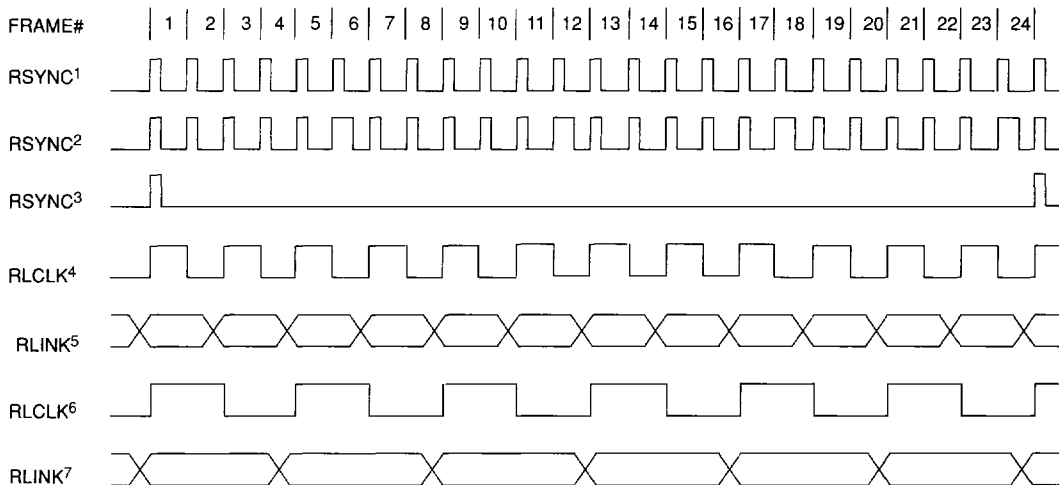 FRAME# 1 2 3 4 5 6 7 8 9 10 11 12 13 14 15 16 17 18 19 20 21 22 23 24
RSYNC1
RSYNC2
RSYNC3
RLCLK4
RLINK5
RLCLK6
RLINK7